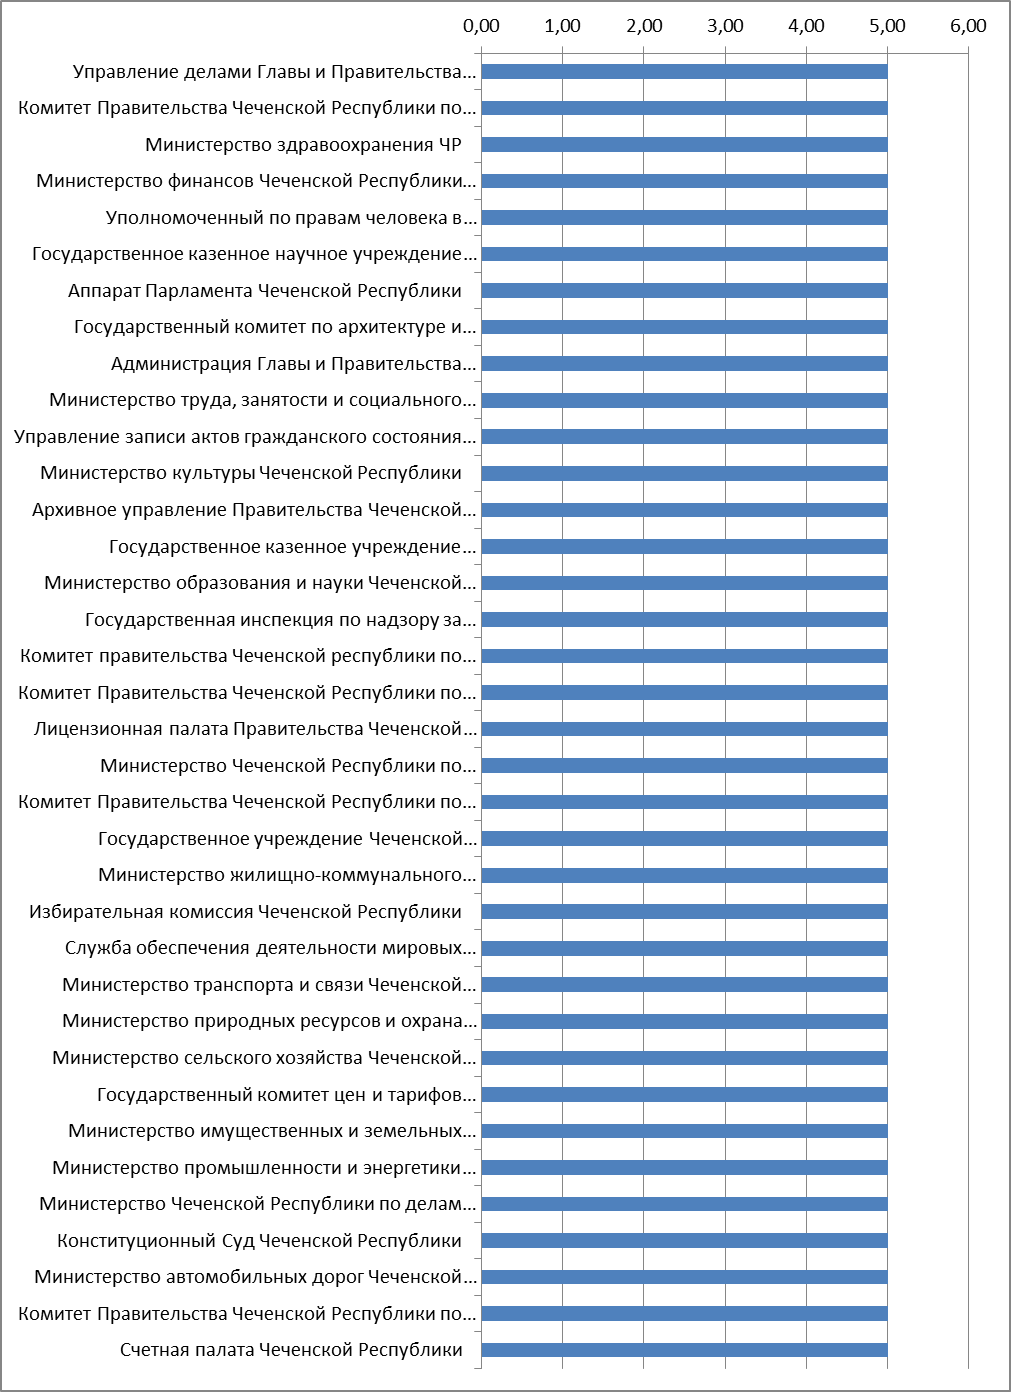 0,00 1,00 2,00 3,00 4,00 5,00 6,00
Управление делами Главы и Правительства...
Комитет Правительства Чеченской Республики по...
Министерство здравоохранения ЧР
Министерство финансов Чеченской Республики...
Уполномоченный по правам человека в...
Государственное казенное научное учреждение...
Аппарат Парламента Чеченской Республики
Государственный комитет по архитектуре и...
Администрация Главы и Правительства...
Министерство труда, занятости и социального...
Управление записи актов гражданского состояния...
Министерство культуры Чеченской Республики
Архивное управление Правительства Чеченской...
Государственное казенное учреждение...
Министерство образования и науки Чеченской...
Государственная инспекция по надзору за...
Комитет правительства Чеченской республики по...
Комитет Правительства Чеченской Республики по...
Лицензионная палата Правительства Чеченской...
Министерство Чеченской Республики по...
Комитет Правительства Чеченской Республики по...
Государственное учреждение Чеченской...
Министерство жилищно-коммунального...
Избирательная комиссия Чеченской Республики
Служба обеспечения деятельности мировых...
Министерство транспорта и связи Чеченской...
Министерство природных ресурсов и охрана...
Министерство сельского хозяйства Чеченской...
Государственный комитет цен и тарифов...
Министерство имущественных и земельных...
Министерство промышленности и энергетики...
Министерство Чеченской Республики по делам...
Конституционный Суд Чеченской Республики
Министерство автомобильных дорог Чеченской...
Комитет Правительства Чеченской Республики по...
Счетная палата Чеченской Республики